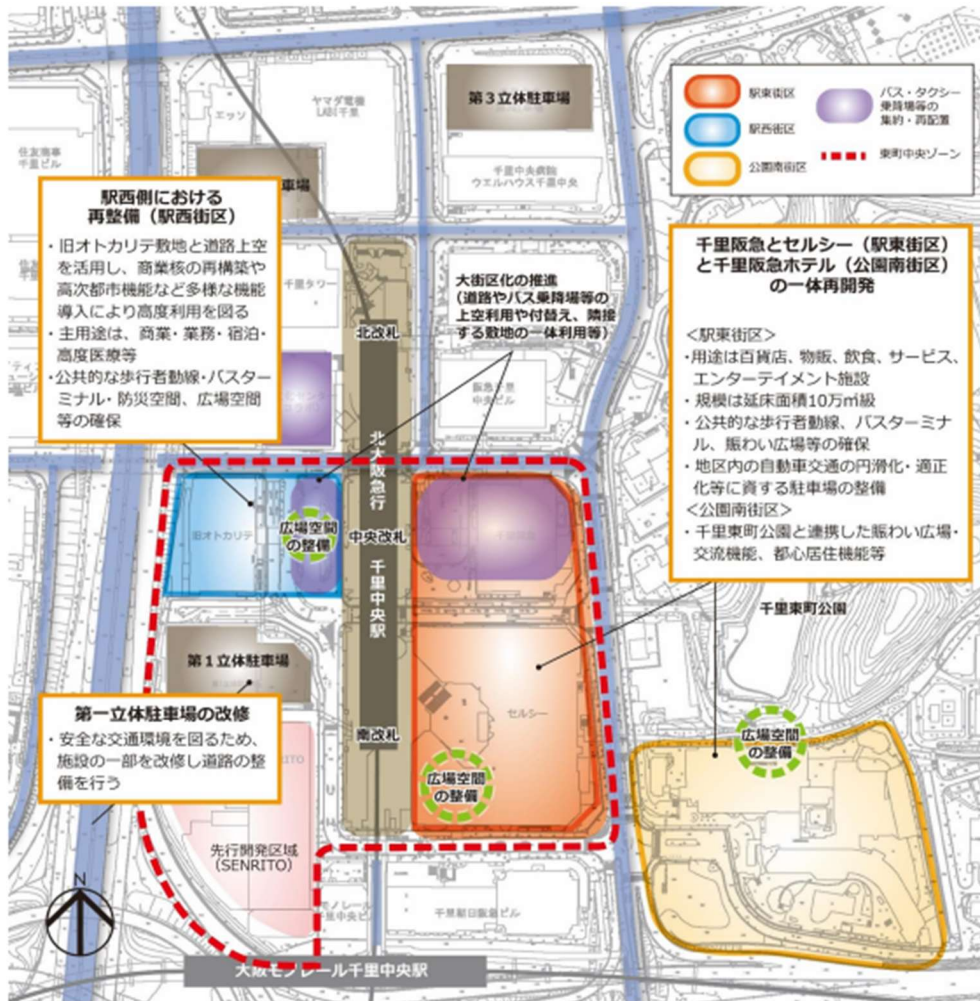 第3立体駐車場
エッソ
ヤマダ電機
LABI千里
住友商事
千里ビル
千里中央病院
ウエルハウス千里中央
車場
駅東街区
駅西街区
公園南街区
バス・タクシー
乗降場等の
集約・再配置
東町中央ゾーン
駅西側における
再整備（駅西街区）
・旧オトカリテ敷地と道路上空
を活用し、商業核の再構築や
高次都市機能など多様な機能
導入により高度利用を図る
・主用途は、商業・業務・宿泊・
高度医療等
・公共的な歩行者動線・バスター
ミナル・防災空間、広場空間
等の確保
千里タワー
北改札
大街区化の推進
（道路やバス乗降場等の
上空利用や付替え、隣接
する敷地の一体利用等）
阪急千里
中央ビル
千里阪急とセルシー（駅東街区）
と千里阪急ホテル（公園南街区）
の一体再開発
＜駅東街区＞
・用途は百貨店、物販、飲食、サービス、
エンターテイメント施設
・規模は延床面積10万㎡級
・公共的な歩行者動線、バスターミナ
ル、賑わい広場等の確保
・地区内の自動車交通の円滑化・適正
化等に資する駐車場の整備
＜公園南街区＞
・千里東町公園と連携した賑わい広場・
交流機能、都心居住機能等
北大阪急行
千里中央駅
旧オトカリテ
広場空間
の整備
中央改札
千里東町公園
第1立体駐車場
セルシー
南改札
第一立体駐車場の改修
・安全な交通環境を図るため、
施設の一部を改修し道路の整
備を行う
広場空間
の整備
広場空間
の整備
先行開発区域
（SENRITO）
千里朝日阪急ビル
N
大阪モノレール千里中央駅